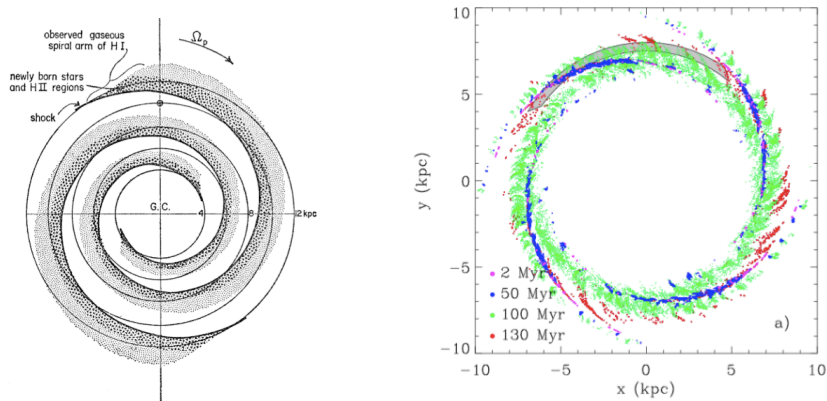 observed gaseous
spiral arm of H I
newly born stars
and H II regions
shock
Ωp
G.C.
4
8
12 kpc
10
5
0
−5
−10
y (kpc)
2 Myr
50 Myr
100 Myr
130 Myr
a)
−10
−5
0
5
10
x (kpc)